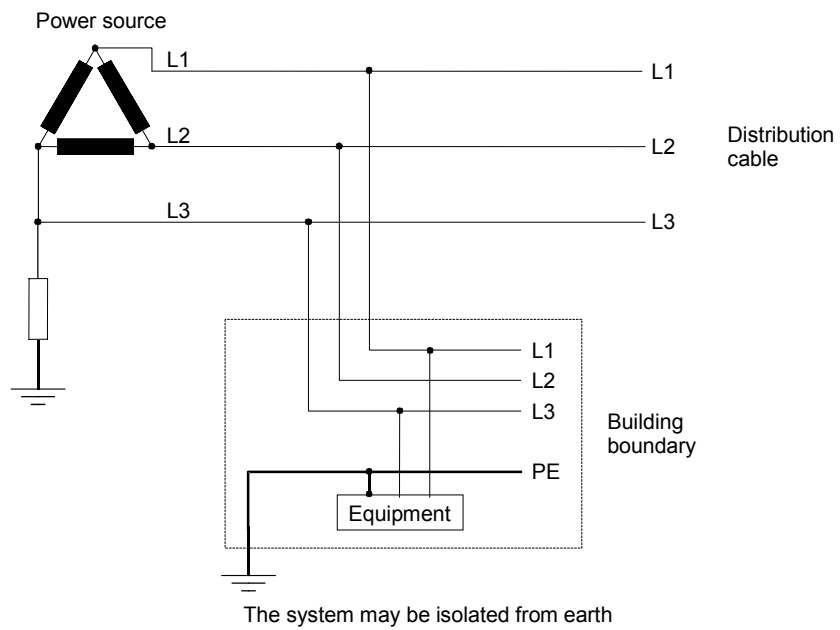 Power source
L1
L1
L2
L2
Distribution
cable
L3
L3
L1
L2
L3
Building
boundary
PE
Equipment
The system may be isolated from earth